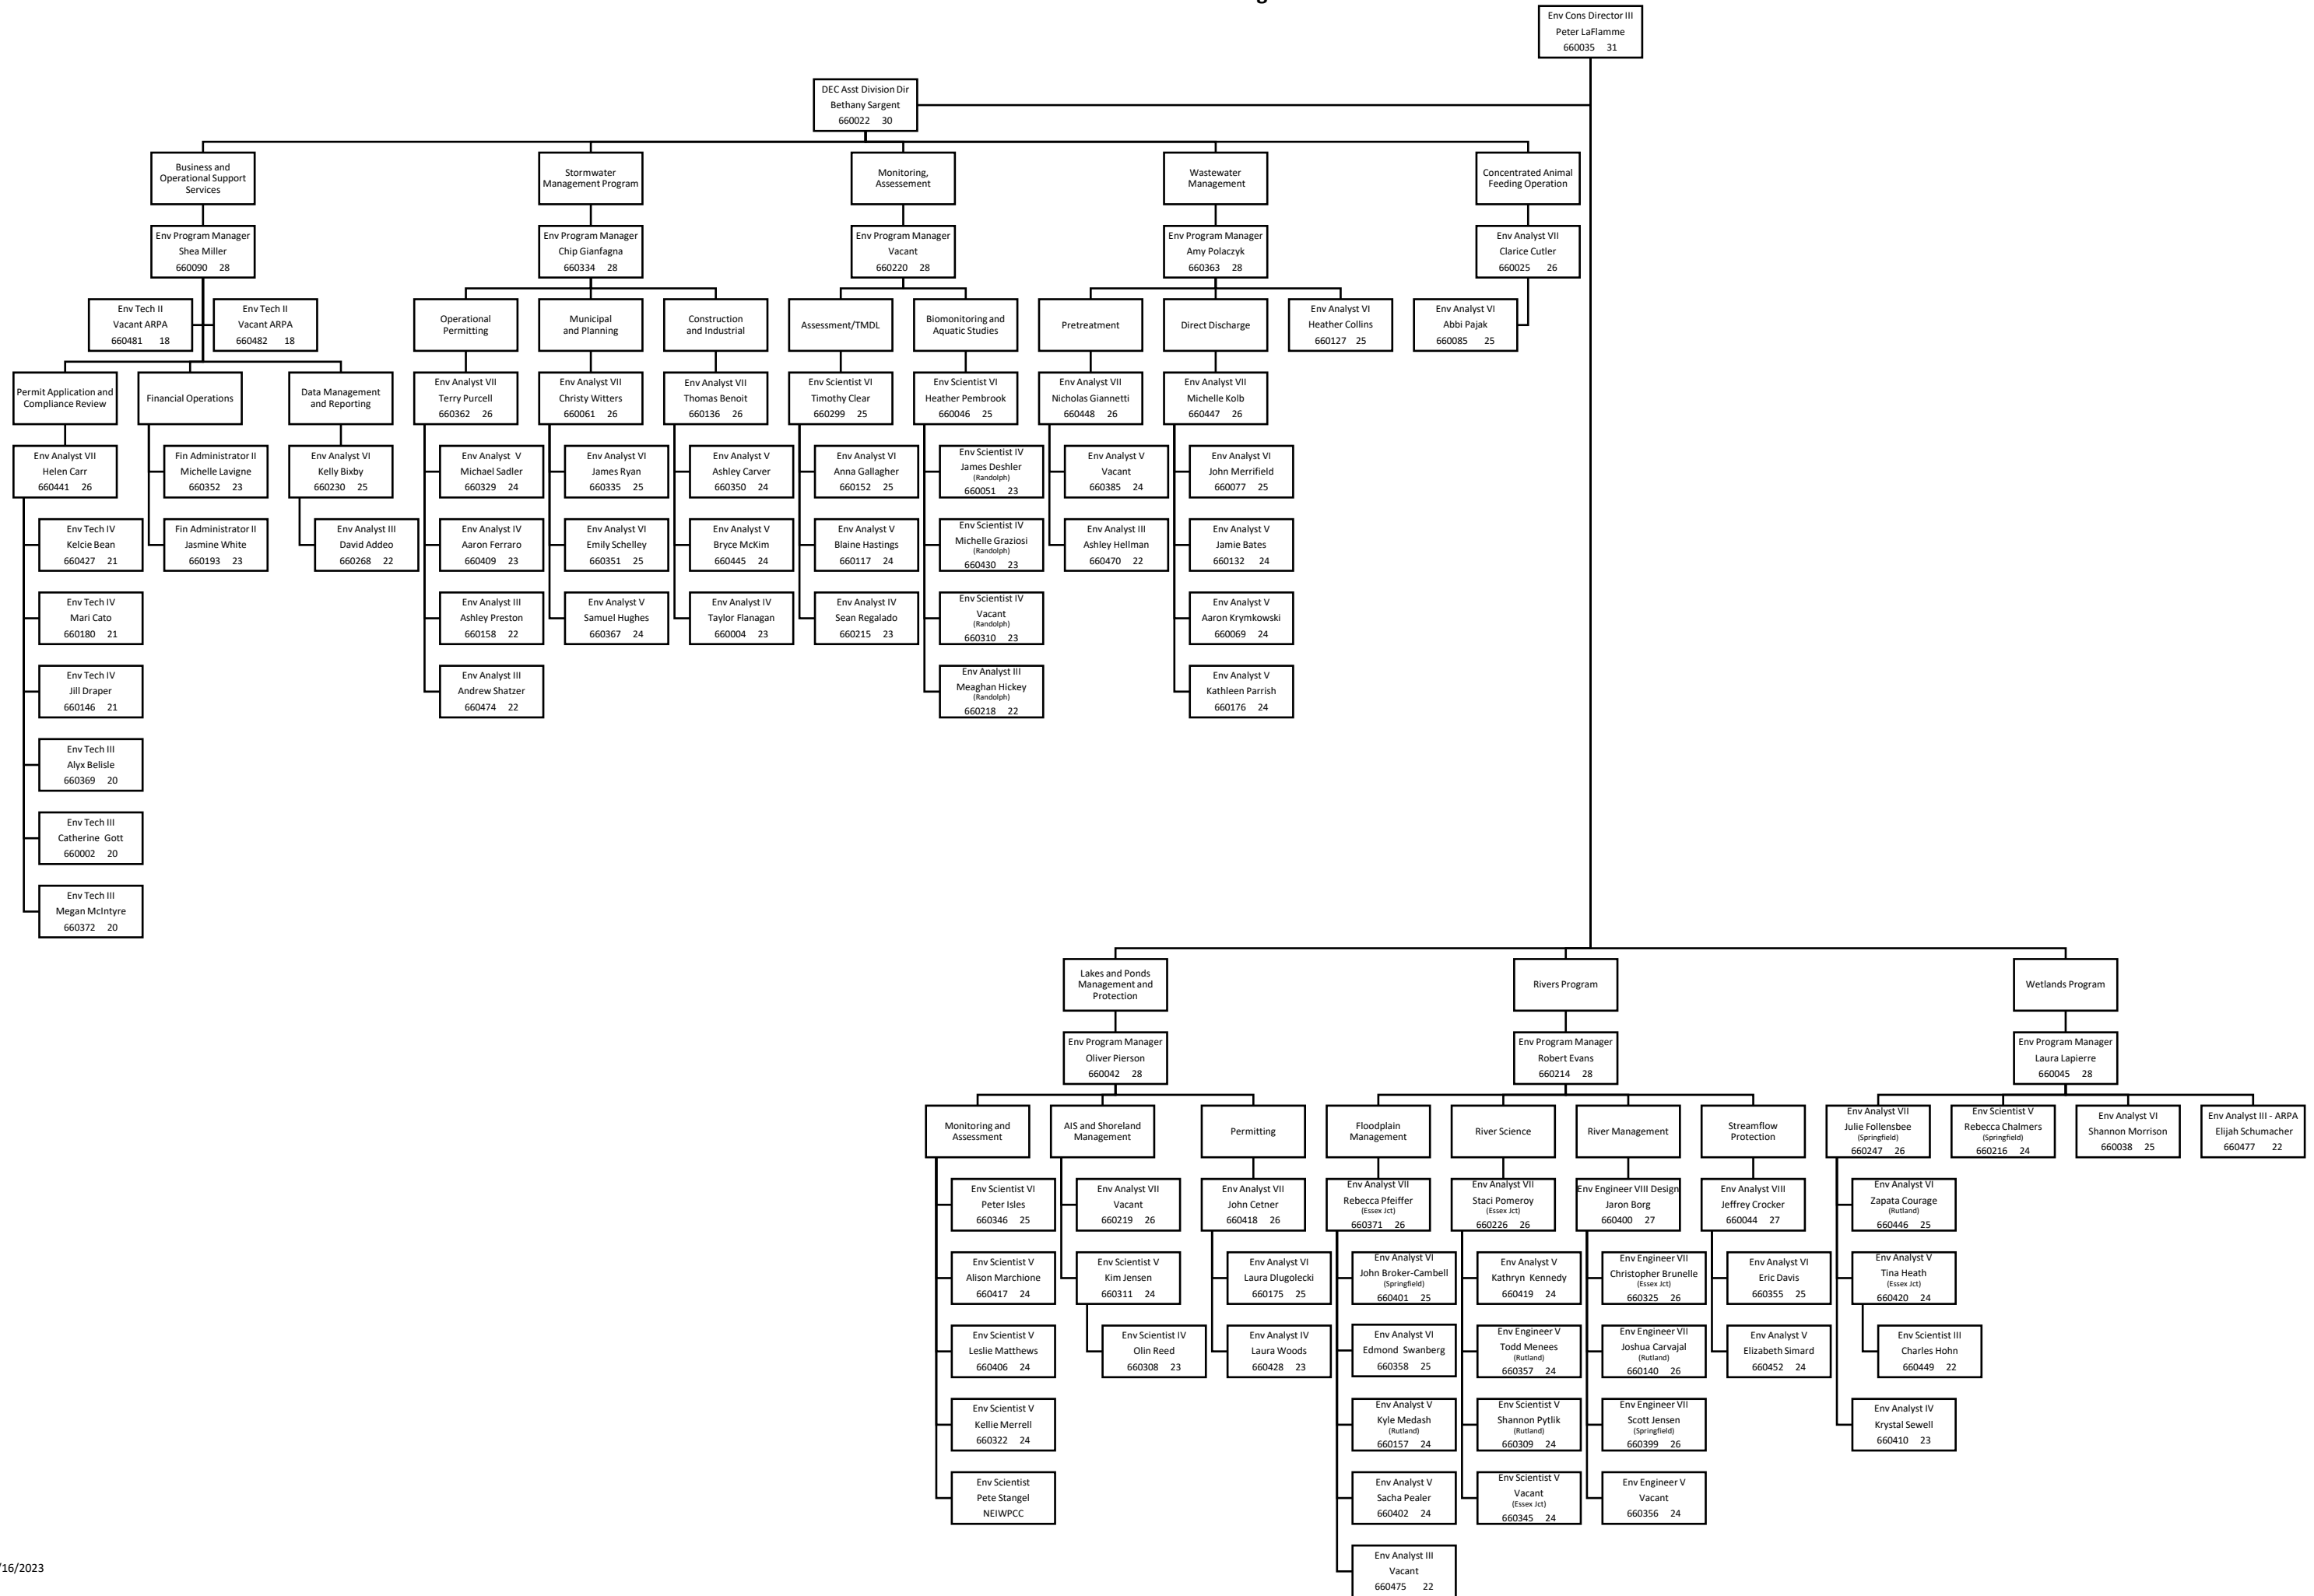 Env Cons Director III
Peter LaFlamme
660035 31
DEC Asst Division Dir
Bethany Sargent
660022 30
Business and
Operational Support
Services
Env Program Manager
Shea Miller
660090 28
Env Tech II
Vacant ARPA
660481 18
Env Tech II
Vacant ARPA
660482 18
Permit Application and
Compliance Review
Env Analyst VII
Helen Carr
660441 26
Env Tech IV
Kelcie Bean
660427 21
Env Tech IV
Mari Cato
660180 21
Env Tech IV
Jill Draper
660146 21
Env Tech III
Alyx Belisle
660369 20
Env Tech III
Catherine Gott
660002 20
Env Tech III
Megan McIntyre
660372 20
Financial Operations
Fin Administrator II
Michelle Lavigne
660352 23
Fin Administrator II
Jasmine White
660193 23
Data Management
and Reporting
Env Analyst VI
Kelly Bixby
660230 25
Env Analyst III
David Addeo
660268 22
Stormwater
Management Program
Env Program Manager
Chip Gianfagna
660334 28
Operational
Permitting
Env Analyst VII
Terry Purcell
660362 26
Env Analyst V
Michael Sadler
660329 24
Env Analyst IV
Aaron Ferraro
660409 23
Env Analyst III
Ashley Preston
660158 22
Env Analyst III
Andrew Shatzer
660474 22
Municipal
and Planning
Env Analyst VII
Christy Witters
660061 26
Env Analyst VI
James Ryan
660335 25
Env Analyst VI
Emily Schelley
660351 25
Env Analyst V
Samuel Hughes
660367 24
Construction
and Industrial
Env Analyst VII
Thomas Benoit
660136 26
Env Analyst V
Ashley Carver
660350 24
Env Analyst V
Bryce McKim
660445 24
Env Analyst IV
Taylor Flanagan
660004 23
Monitoring,
Assessement
Env Program Manager
Vacant
660220 28
Assessment/TMDL
Env Scientist VI
Timothy Clear
660299 25
Env Analyst VI
Anna Gallagher
660152 25
Env Analyst V
Blaine Hastings
660117 24
Env Analyst IV
Sean Regalado
660215 23
Biomonitoring and
Aquatic Studies
Env Scientist VI
Heather Pembrook
660046 25
Env Scientist IV
James Deshler
(Randolph)
660051 23
Env Scientist IV
Michelle Graziosi
(Randolph)
660430 23
Env Scientist IV
Vacant
(Randolph)
660310 23
Env Analyst III
Meaghan Hickey
(Randolph)
660218 22
Wastewater
Management
Env Program Manager
Amy Polaczyk
660363 28
Pretreatment
Env Analyst VII
Nicholas Giannetti
660448 26
Env Analyst V
Vacant
660385 24
Env Analyst III
Ashley Hellman
660470 22
Direct Discharge
Env Analyst VII
Michelle Kolb
660447 26
Env Analyst VI
John Merrifield
660077 25
Env Analyst V
Jamie Bates
660132 24
Env Analyst V
Aaron Krymkowski
660069 24
Env Analyst V
Kathleen Parrish
660176 24
Env Analyst VI
Heather Collins
660127 25
Concentrated Animal
Feeding Operation
Env Analyst VII
Clarice Cutler
660025 26
Env Analyst VI
Abbi Pajak
660085 25
Lakes and Ponds
Management and
Protection
Env Program Manager
Oliver Pierson
660042 28
Monitoring and
Assessment
Env Scientist VI
Peter Isles
660346 25
Env Scientist V
Alison Marchione
660417 24
Env Scientist V
Leslie Matthews
660406 24
Env Scientist V
Kellie Merrell
660322 24
Env Scientist
Pete Stangel
NEIWPCC
AIS and Shoreland
Management
Env Analyst VII
Vacant
660219 26
Env Scientist V
Kim Jensen
660311 24
Env Scientist IV
Olin Reed
660308 23
Permitting
Env Analyst VII
John Cetner
660418 26
Env Analyst VI
Laura Dlugolecki
660175 25
Env Analyst IV
Laura Woods
660428 23
Rivers Program
Env Program Manager
Robert Evans
660214 28
Floodplain
Management
Env Analyst VII
Rebecca Pfeiffer
(Essex Jct)
660371 26
Env Analyst VI
John Broker-Cambell
(Springfield)
660401 25
Env Analyst VI
Edmond Swanberg
660358 25
Env Analyst V
Kyle Medash
(Rutland)
660157 24
Env Analyst V
Sacha Pealer
660402 24
Env Analyst III
Vacant
660475 22
River Science
Env Analyst VII
Staci Pomeroy
(Essex Jct)
660226 26
Env Analyst V
Kathryn Kennedy
660419 24
Env Engineer V
Todd Menees
(Rutland)
660357 24
Env Scientist V
Shannon Pytlik
(Rutland)
660309 24
Env Scientist V
Vacant
(Essex Jct)
660345 24
River Management
Env Engineer VIII Design
Jaron Borg
660400 27
Env Engineer VII
Christopher Brunelle
(Essex Jct)
660325 26
Env Engineer VII
Joshua Carvajal
(Rutland)
660140 26
Env Engineer VII
Scott Jensen
(Springfield)
660399 26
Env Engineer V
Vacant
660356 24
Streamflow
Protection
Env Analyst VIII
Jeffrey Crocker
660044 27
Env Analyst VI
Eric Davis
660355 25
Env Analyst V
Elizabeth Simard
660452 24
Wetlands Program
Env Program Manager
Laura Lapierre
660045 28
Env Analyst VII
Julie Follensbee
(Springfield)
660247 26
Env Analyst VI
Zapata Courage
(Rutland)
660446 25
Env Analyst V
Tina Heath
(Essex Jct)
660420 24
Env Scientist III
Charles Hohn
660449 22
Env Analyst IV
Krystal Sewell
660410 23
Env Scientist V
Rebecca Chalmers
(Springfield)
660216 24
Env Analyst VI
Shannon Morrison
660038 25
Env Analyst III - ARPA
Elijah Schumacher
660477 22
/16/2023